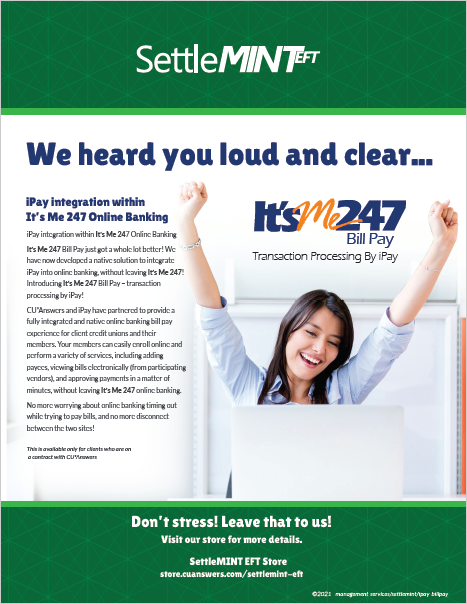 SettleMINT EFT
We heard you loud and clear...
iPay integration within
It's Me 247 Online Banking
iPay integration within It's Me 247 Online Banking
It's Me 247 Bill Pay just got a whole lot better! We
have now developed a native solution to integrate
iPay into online banking, without leaving It's Me 247!
Introducing It's Me 247 Bill Pay – transaction
processing by iPay!
CU*Answers and iPay have partnered to provide a
fully integrated and native online banking bill pay
experience for client credit unions and their
members. Your members can easily enroll online and
perform a variety of services, including adding
payees, viewing bills electronically (from participating
vendors), and approving payments in a matter of
minutes, without leaving It's Me 247 online banking.
No more worrying about online banking timing out
while trying to pay bills, and no more disconnect
between the two sites!
This is available only for clients who are on
a contract with CU*Answers
It's Me 247
Bill Pay
Transaction Processing By iPay
Don't stress! Leave that to us!
Visit our store for more details.
SettleMINT EFT Store
store.cuanswers.com/settlemint-eft
©2021 management services/settlemint/ipay billpay